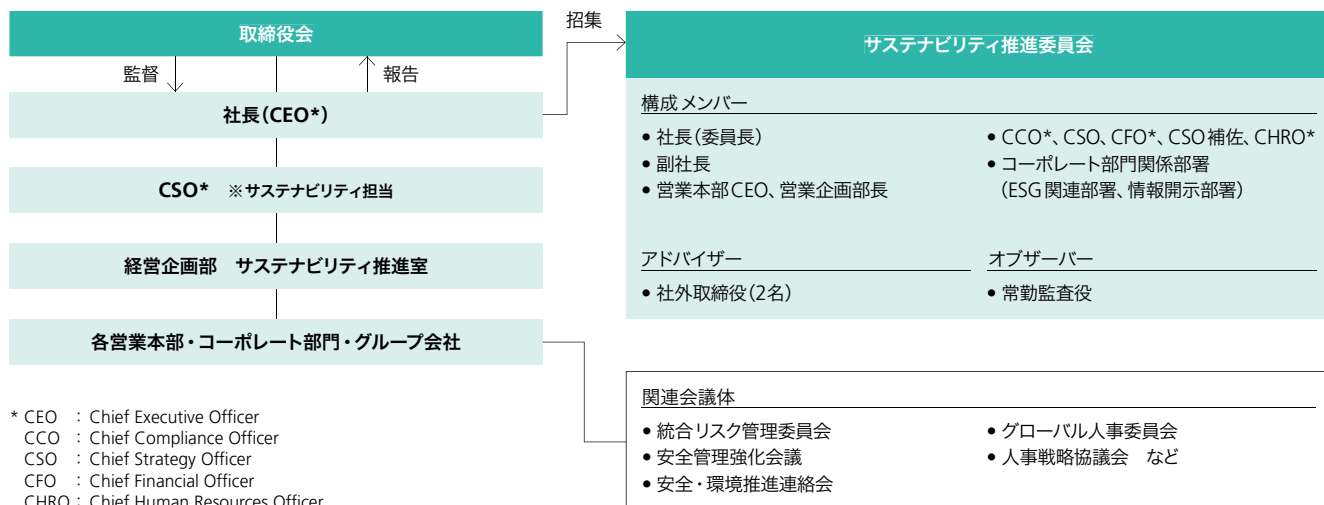 取締役会
監督
報告
社長（CEO*）
CSO* ※サステナビリティ担当
経営企画部 サステナビリティ推進室
各営業本部・コーポレート部門・グループ会社
* CEO : Chief Executive Officer
CCO : Chief Compliance Officer
CSO : Chief Strategy Officer
CFO : Chief Financial Officer
CHRO : Chief Human Resources Officer
招集
サステナビリティ推進委員会
構成メンバー
• 社長（委員長）
• 副社長
• 営業本部CEO、営業企画部長
• CCO*、CSO、CFO*、CSO補佐、CHRO*
• コーポレート部門関係部署
（ESG関連部署、情報開示部署）
アドバイザー
• 社外取締役（2名）
オブザーバー
• 常勤監査役
関連会議体
• 統合リスク管理委員会
• 安全管理強化会議
• 安全・環境推進連絡会
• グローバル人事委員会
• 人事戦略協議会 など